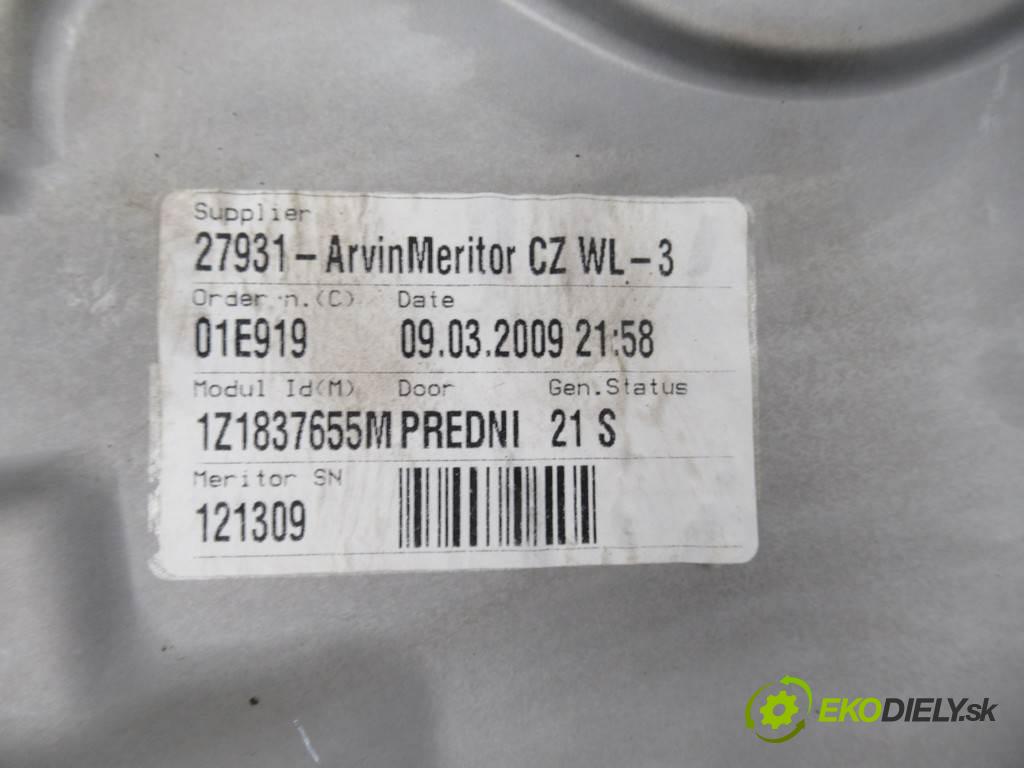 Supplier
27931-ArvinMeritor CZ WL-3
Order n.(C) Date
01E919 09.03.2009 21:58
Modul Id(M) Door Gen.Status
1Z1837655M PREDNI 21 S
Meritor SN
121309
EKODIELY.sk